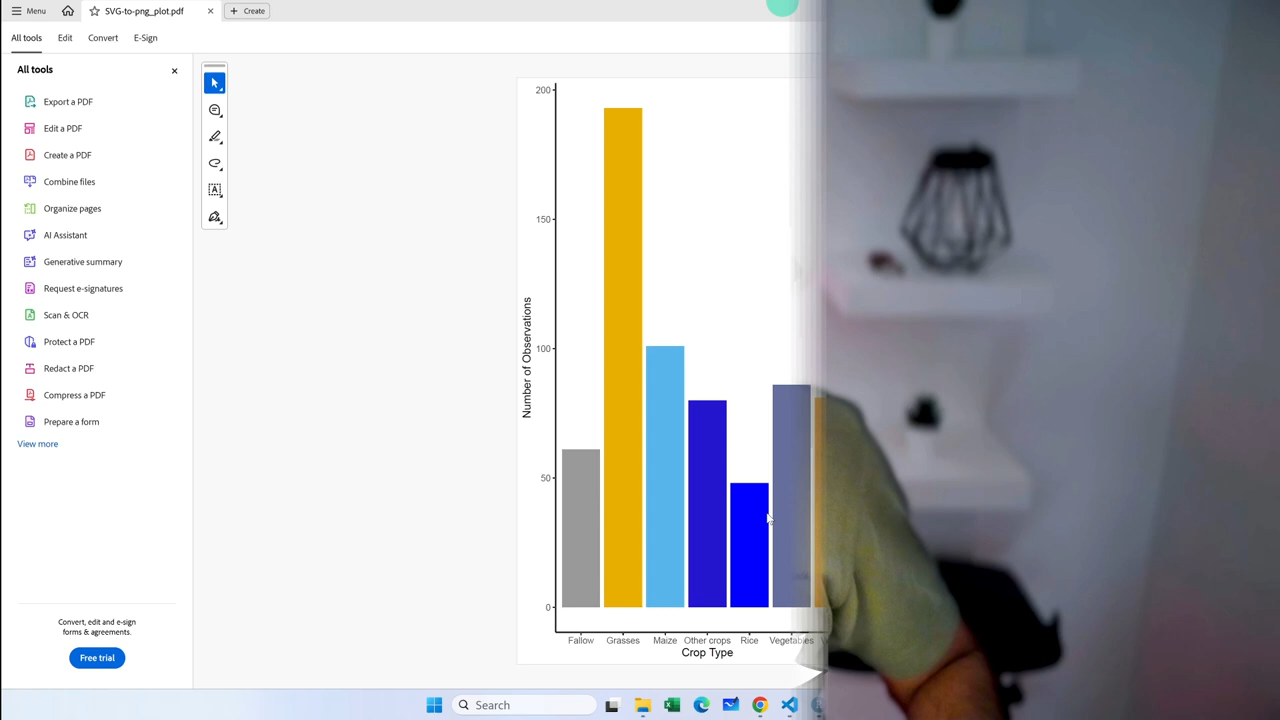 Menu
SVG-to-png_plot.pdf
Create
All tools
Edit
Convert
E-Sign
All tools
Export a PDF
Edit a PDF
Create a PDF
Combine files
Organize pages
AI Assistant
Generative summary
Request e-signatures
Scan & OCR
Protect a PDF
Redact a PDF
Compress a PDF
Prepare a form
View more
Convert, edit and e-sign
forms & agreements.
Free trial
200
150
100
50
0
Number of Observations
Fallow Grasses Maize Other crops Rice Vegetables
Crop Type
Search